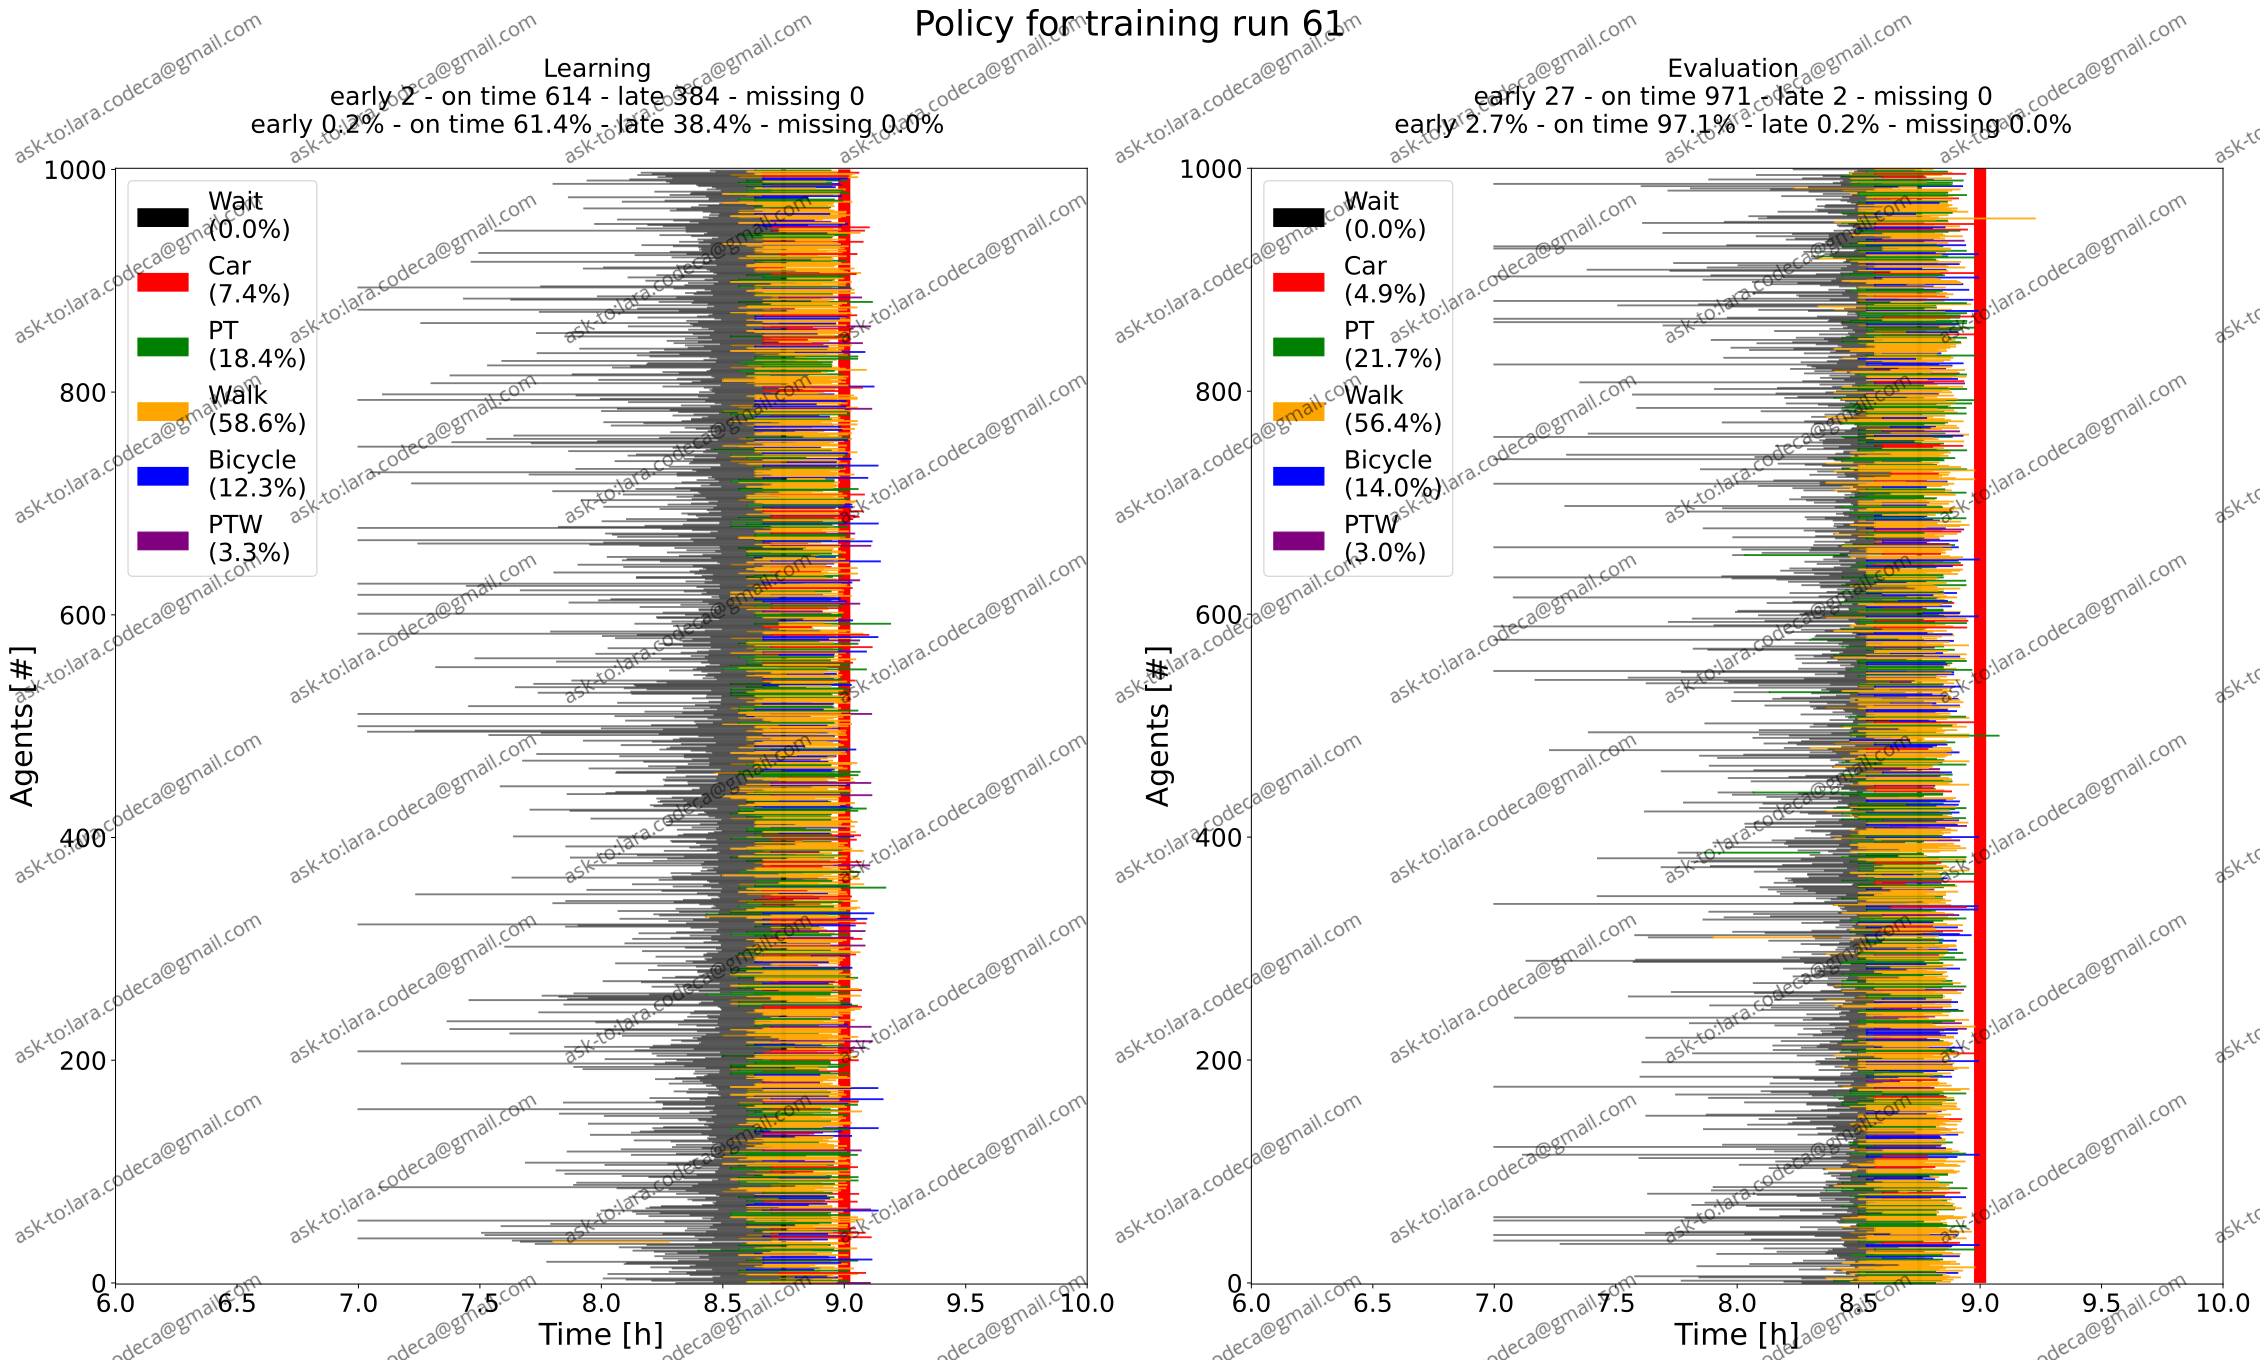 Policy for training run 61
Learning
early 2 - on time 614 - late 384 - missing 0
early 0.2% - on time 61.4% - late 38.4% - missing 0.0%
1000
800
600
400
200
0
Agents [#]
Wait
(0.0%)
Car
(7.4%)
PT
(18.4%)
Walk
(58.6%)
Bicycle
(12.3%)
PTW
(3.3%)
6.0 6.5 7.0 7.5 8.0 8.5 9.0 9.5 10.0
Time [h]
Evaluation
early 27 - on time 971 - late 2 - missing 0
early 2.7% - on time 97.1% - late 0.2% - missing 0.0%
1000
800
600
400
200
0
Agents [#]
Wait
(0.0%)
Car
(4.9%)
PT
(21.7%)
Walk
(56.4%)
Bicycle
(14.0%)
PTW
(3.0%)
6.0 6.5 7.0 7.5 8.0 8.5 9.0 9.5 10.0
Time [h]
ask-to:lara.codeca@gmail.com